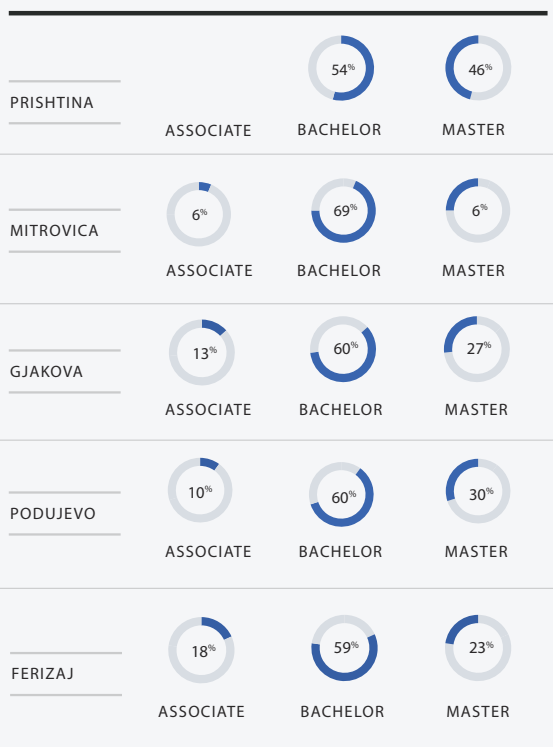 54% 46%
PRISHTINA
ASSOCIATE BACHELOR MASTER
6% 69% 6%
MITROVICA
ASSOCIATE BACHELOR MASTER
13% 60% 27%
GJAKOVA
ASSOCIATE BACHELOR MASTER
10% 60% 30%
PODUJEVO
ASSOCIATE BACHELOR MASTER
18% 59% 23%
FERIZAJ
ASSOCIATE BACHELOR MASTER